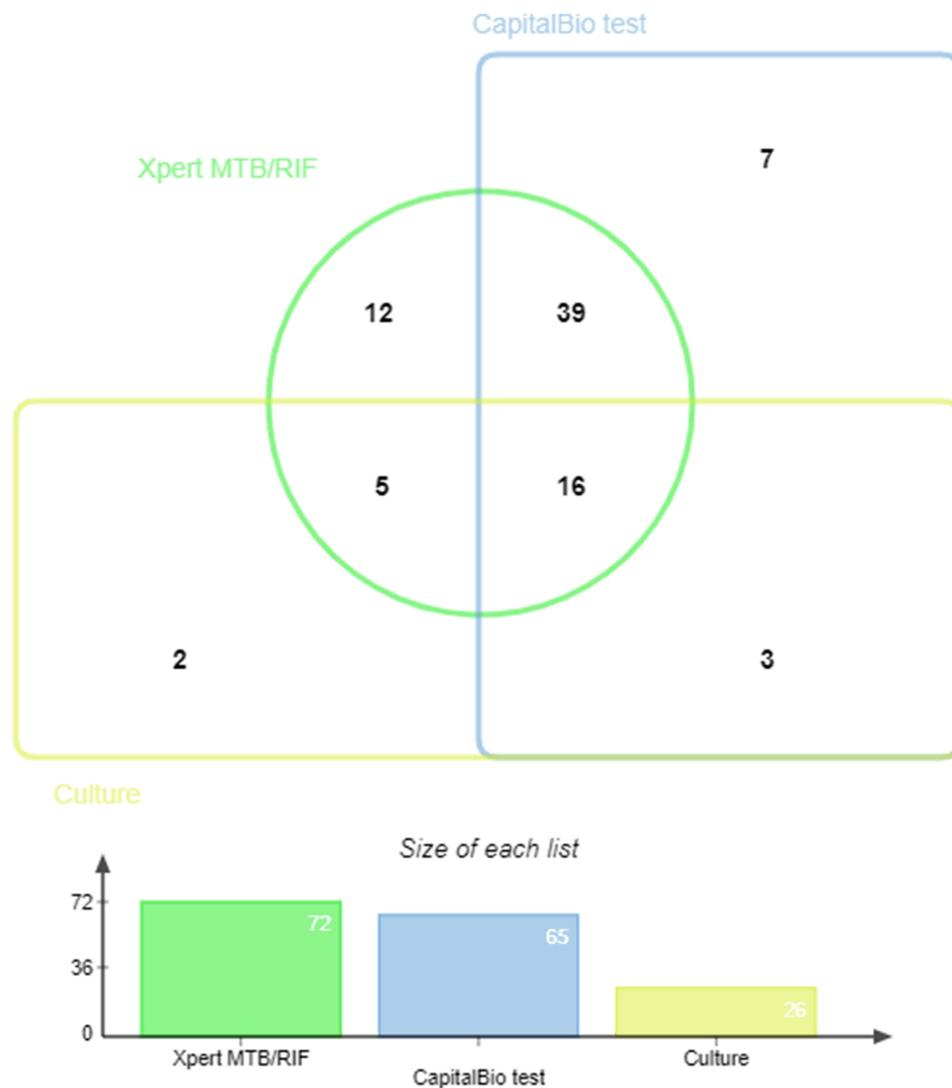 CapitalBio test
Xpert MTB/RIF
7
12
39
5
16
2
3
Culture
Size of each list
72
36
0
72
65
26
Xpert MTB/RIF
CapitalBio test
Culture